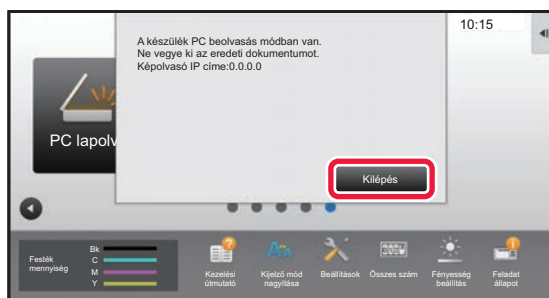 10:15
A készülék PC beolvasás módban van.
Ne vegye ki az eredeti dokumentumot.
Képolvasó IP címe:0.0.0.0
PC lapolv
Kilépés
Festék
mennyiség
Bk
C
M
Y
Kezelési
útmutató
Kijelző mód
nagyítása
Beállítások
Összes szám
Fényesség
beállítás
Feladat
állapot